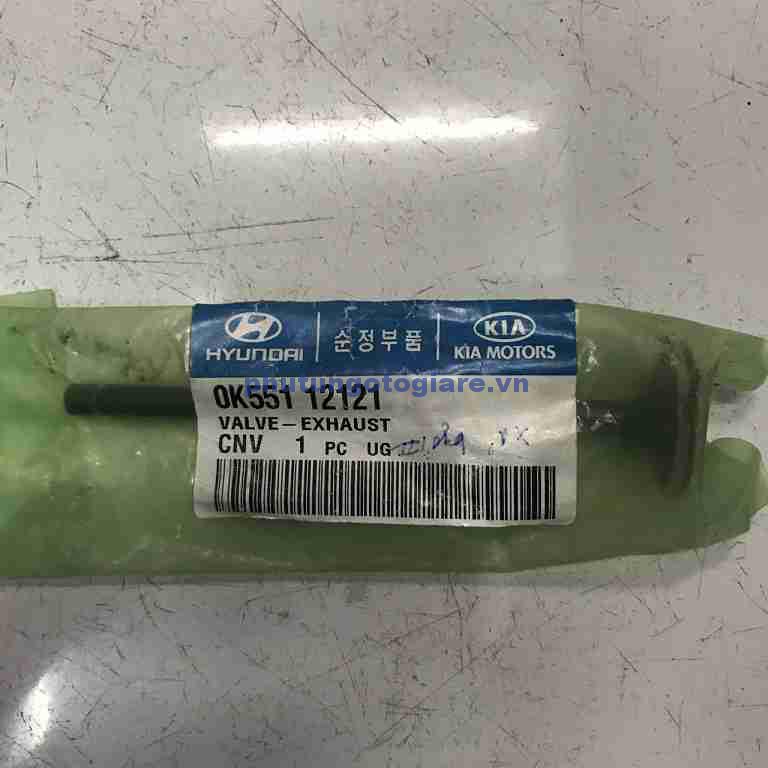 HYUNDAI
순정부품
KIA
KIA MOTORS
phutungotogiare.vn
0K551 12121
VALVE-EXHAUST
CNV 1 PC UG